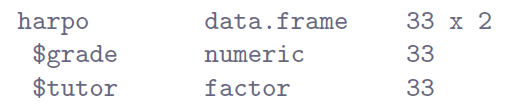 harpo data.frame 33 x 2
$grade numeric 33
$tutor factor 33